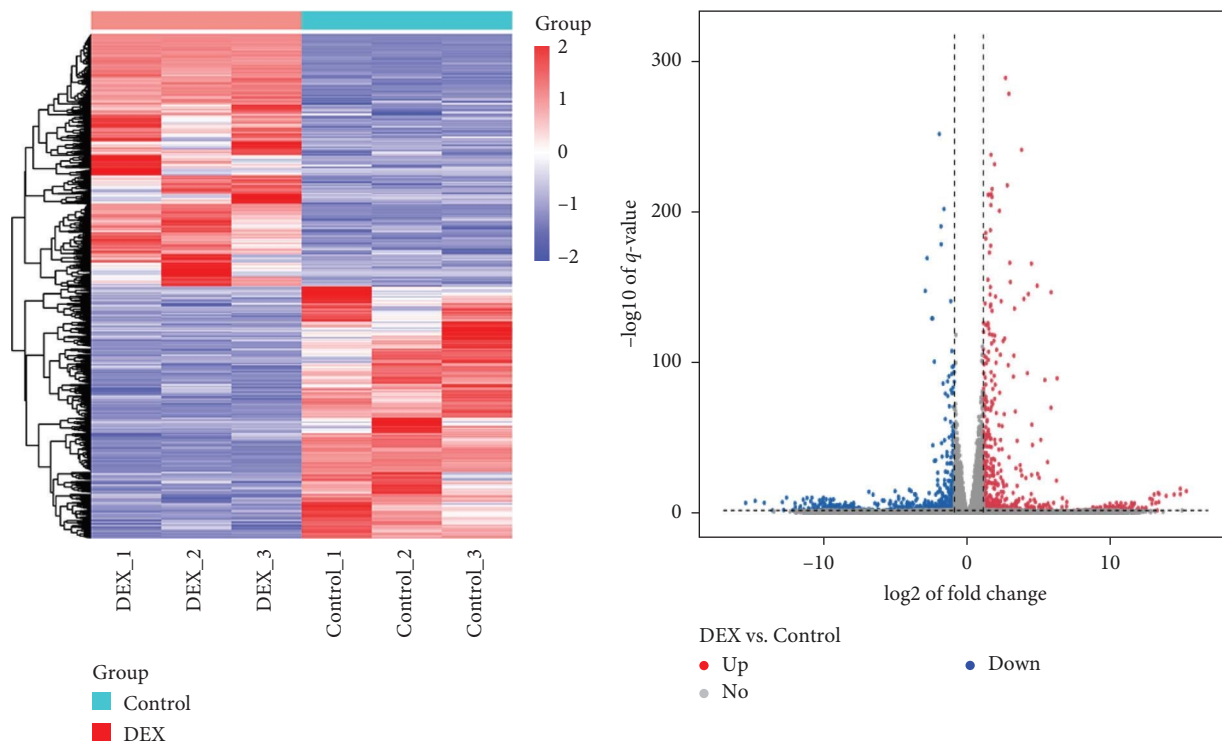 Group
2
1
0
−1
−2
DEX_1
DEX_2
DEX_3
Control_1
Control_2
Control_3
Group
Control
DEX
−log10 of q-value
300
200
100
0
−10
0
10
log2 of fold change
DEX vs. Control
Up
Down
No